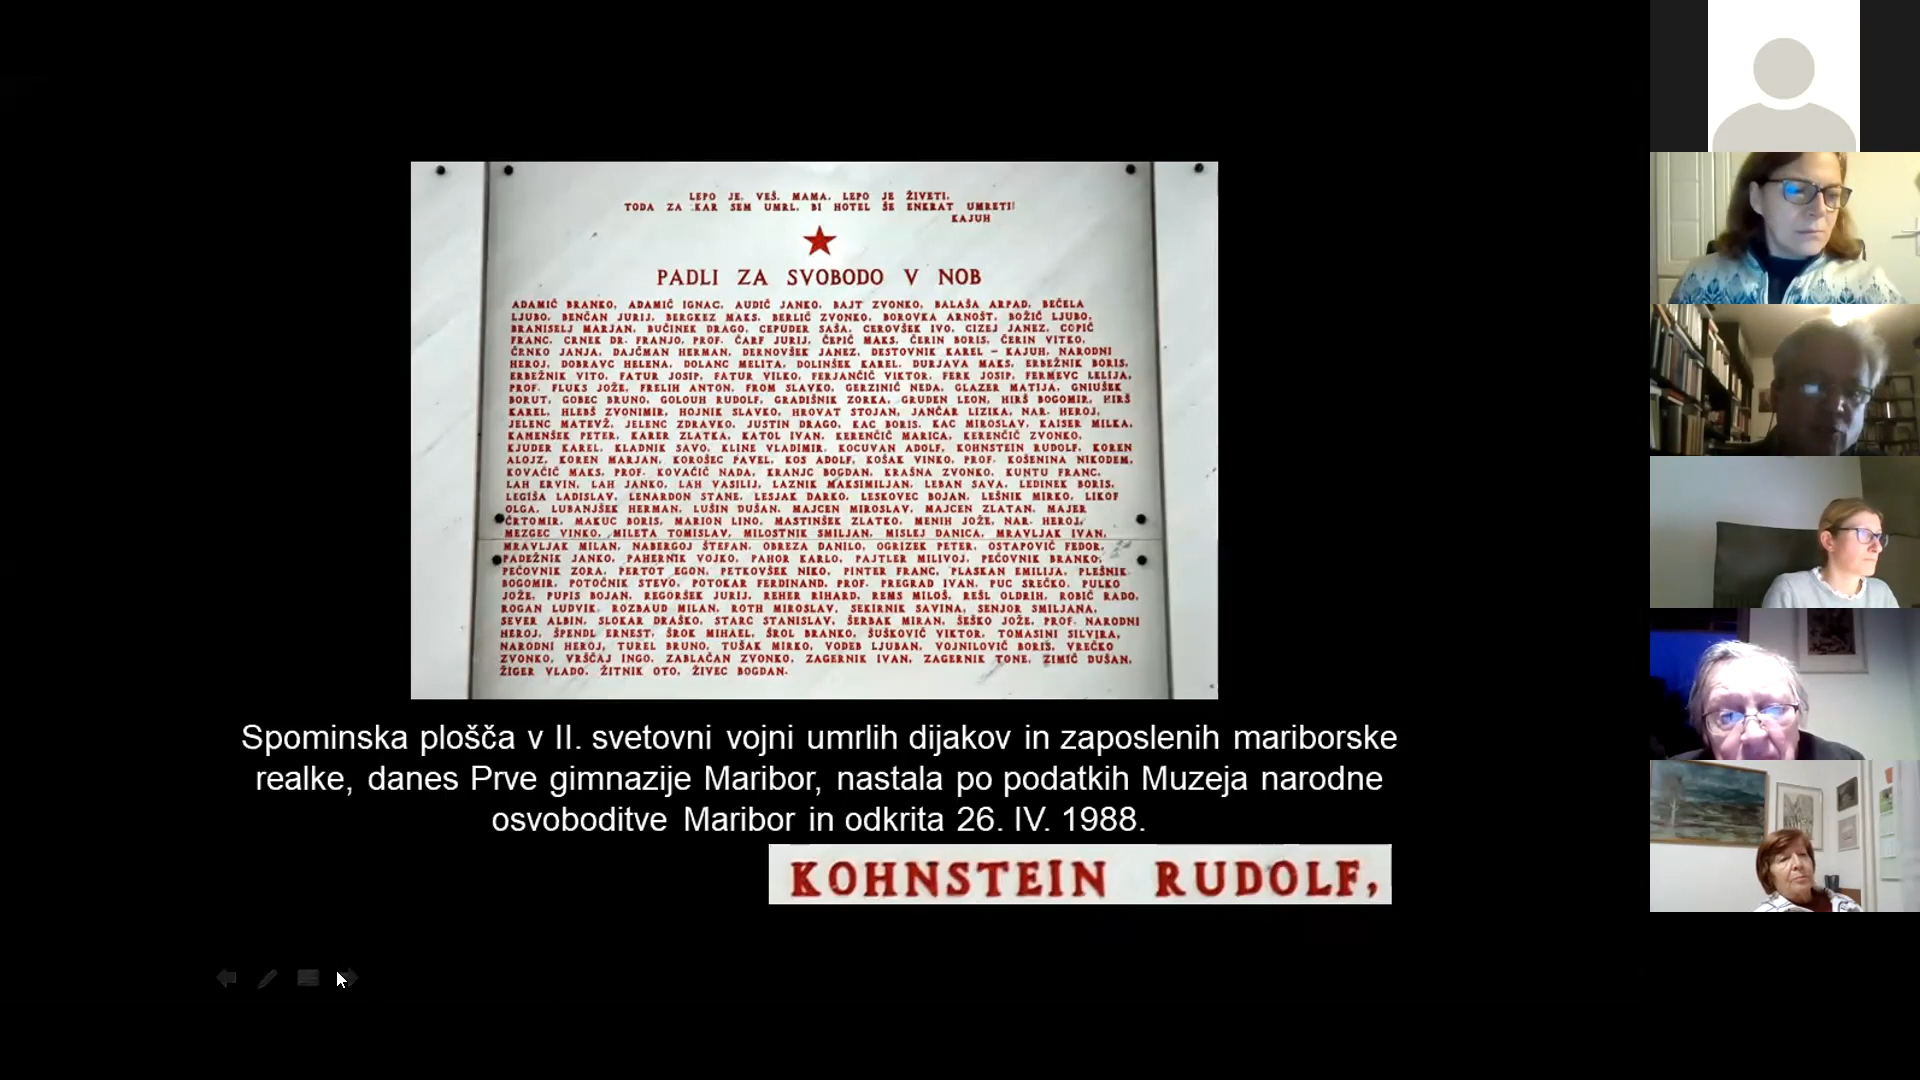 LEPO JE, VEŠ, MAMA, LEPO JE ŽIVETI,
TODA ZA KAR SEM UMRL, BI HOTEL ŠE ENKRAT UMRETI!
KAJUH
PADLI ZA SVOBODO V NOB
ADAMIČ BRANKO, ADAMIČ IGNAC, AUDIČ JANKO, BAJT ZVONKO, BALAŠA ARPAD, BEČELA
LJUBO, BENČAN JURIJ, BERGKEZ MAKS, BERLIČ ZVONKO, BOROVKA ARNOŠT, BOŽIČ LJUBO,
BRANISELJ MARJAN, BUČINEK DRAGO, CEPUDER SAŠA, CEROVŠEK IVO, CIZEJ JANEZ, COPIČ
FRANC, CRNEK DR. FRANJO, PROF. ČARF JURIJ, ČEPIČ MAKS, ČERIN BORIS, ČERIN VITKO,
ČRNKO JANJA, DAJČMAN HERMAN, DERNOVŠEK JANEZ, DESTOVNIK KAREL – KAJUH, NARODNI
HEROJ, DOBRAVC HELENA, DOLANC MELITA, DOLINŠEK KAREL, DURJAVA MAKS, ERBEŽNIK BORIS,
ERBEŽNIK VITO, FATUR JOSIP, FATUR VILKO, FERJANČIČ VIKTOR, FERK JOSIP, FERMEVC LELIJA,
PROF. FLUKS JOŽE, FRELIH ANTON, FROM SLAVKO, GERZINIČ NEDA, GLAZER MATIJA, GNIUŠEK
BORUT, GOBEC BRUNO, GOLOUH RUDOLF, GRADIŠNIK ZORKA, GRUDEN LEON, HIRŠ BOGOMIR, HIRŠ
KAREL, HLEBŠ ZVONIMIR, HOJNIK SLAVKO, HROVAT STOJAN, JANČAR LIZIKA, NAR. HEROJ,
JELENC MATEVŽ, JELENC ZDRAVKO, JUSTIN DRAGO, KAC BORIS, KAC MIROSLAV, KAISER MILKA,
KAMENŠEK PETER, KARER ZLATKA, KATOL IVAN, KERENČIČ MARICA, KERENČIČ ZVONKO,
KJUDER KAREL, KLADNIK SAVO, KLINE VLADIMIR, KOCUVAN ADOLF, KOHNSTEIN RUDOLF, KOREN
ALOJZ, KOREN MARJAN, KOROŠEC PAVEL, KOS ADOLF, KOŠAK VINKO, PROF. KOŠENINA NIKODEM,
KOVAČIČ MAKS, PROF. KOVAČIČ NADA, KRANJC BOGDAN, KRAŠNA ZVONKO, KUNTU FRANC,
LAH ERVIN, LAH JANKO, LAH VASILIJ, LAZNIK MAKSIMILJAN, LEBAN SAVA, LEDINEK BORIS,
LEGIŠA LADISLAV, LENARDON STANE, LESJAK DARKO, LESKOVEC BOJAN, LEŠNIK MIRKO, LIKOF
OLGA, LUBANJŠEK HERMAN, LUŠIN DUŠAN, MAJCEN MIROSLAV, MAJCEN ZLATAN, MAJER
ČRTOMIR, MAKUC BORIS, MARION LINO, MASTINŠEK ZLATKO, MENIH JOŽE, NAR. HEROJ,
MEZGEC VINKO, MILETA TOMISLAV, MILOSTNIK SMILJAN, MISLEJ DANICA, MRAVLJAK IVAN,
MRAVLJAK MILAN, NABERGOJ ŠTEFAN, OBREZA DANILO, OGRIZEK PETER, OSTAPOVIČ FEDOR,
PADEŽNIK JANKO, PAHERNIK VOJKO, PAHOR KARLO, PAJTLER MILIVOJ, PEČOVNIK BRANKO,
PEČOVNIK ZORA, PERTOT EGON, PETKOVŠEK NIKO, PINTER FRANC, PLASKAN EMILIJA, PLEŠNIK
BOGOMIR, POTOČNIK STEVO, POTOKAR FERDINAND, PROF. PREGRAD IVAN, PUC SREČKO, PULKO
JOŽE, PUPIS BOJAN, REGORŠEK JURIJ, REHER RIHARD, REMS MILOŠ, REŠL OLDRIH, ROBIČ RADO,
ROGAN LUDVIK, ROZBAUD MILAN, ROTH MIROSLAV, SEKIRNIK SAVINA, SENJOR SMILJANA,
SEVER ALBIN, SLOKAR DRAŠKO, STARC STANISLAV, ŠERBAK MIRAN, ŠEŠKO JOŽE, PROF. NARODNI
HEROJ, ŠPENDL ERNEST, ŠROK MIHAEL, ŠROL BRANKO, ŠUŠKOVIČ VIKTOR, TOMASINI SILVIRA,
NARODNI HEROJ, TUREL BRUNO, TUŠAK MIRKO, VODEB LJUBAN, VOJNILOVIČ BORIS, VREČKO
ZVONKO, VRŠČAJ INGO, ZABLAČAN ZVONKO, ZAGERNIK IVAN, ZAGERNIK TONE, ZIMIČ DUŠAN,
ŽIGER VLADO, ŽITNIK OTO, ŽIVEC BOGDAN.
Spominska plošča v II. svetovni vojni umrlih dijakov in zaposlenih mariborske
realke, danes Prve gimnazije Maribor, nastala po podatkih Muzeja narodne
osvoboditve Maribor in odkrita 26. IV. 1988.
KOHNSTEIN RUDOLF,